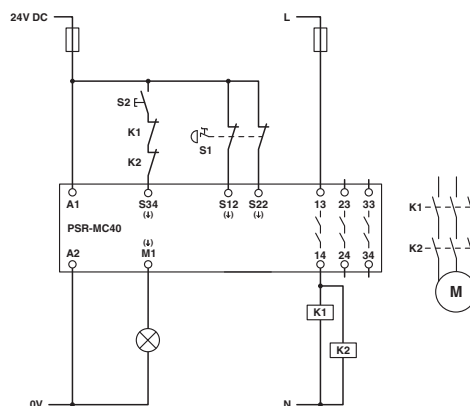 24V DC
L
S2
K1
S1
K2
A1
S34
S12
S22
13
23
33
(↓)
(↓)
(↓)
K1
PSR-MC40
(↓)
K2
A2
M1
14
24
34
M
K1
K2
0V
N